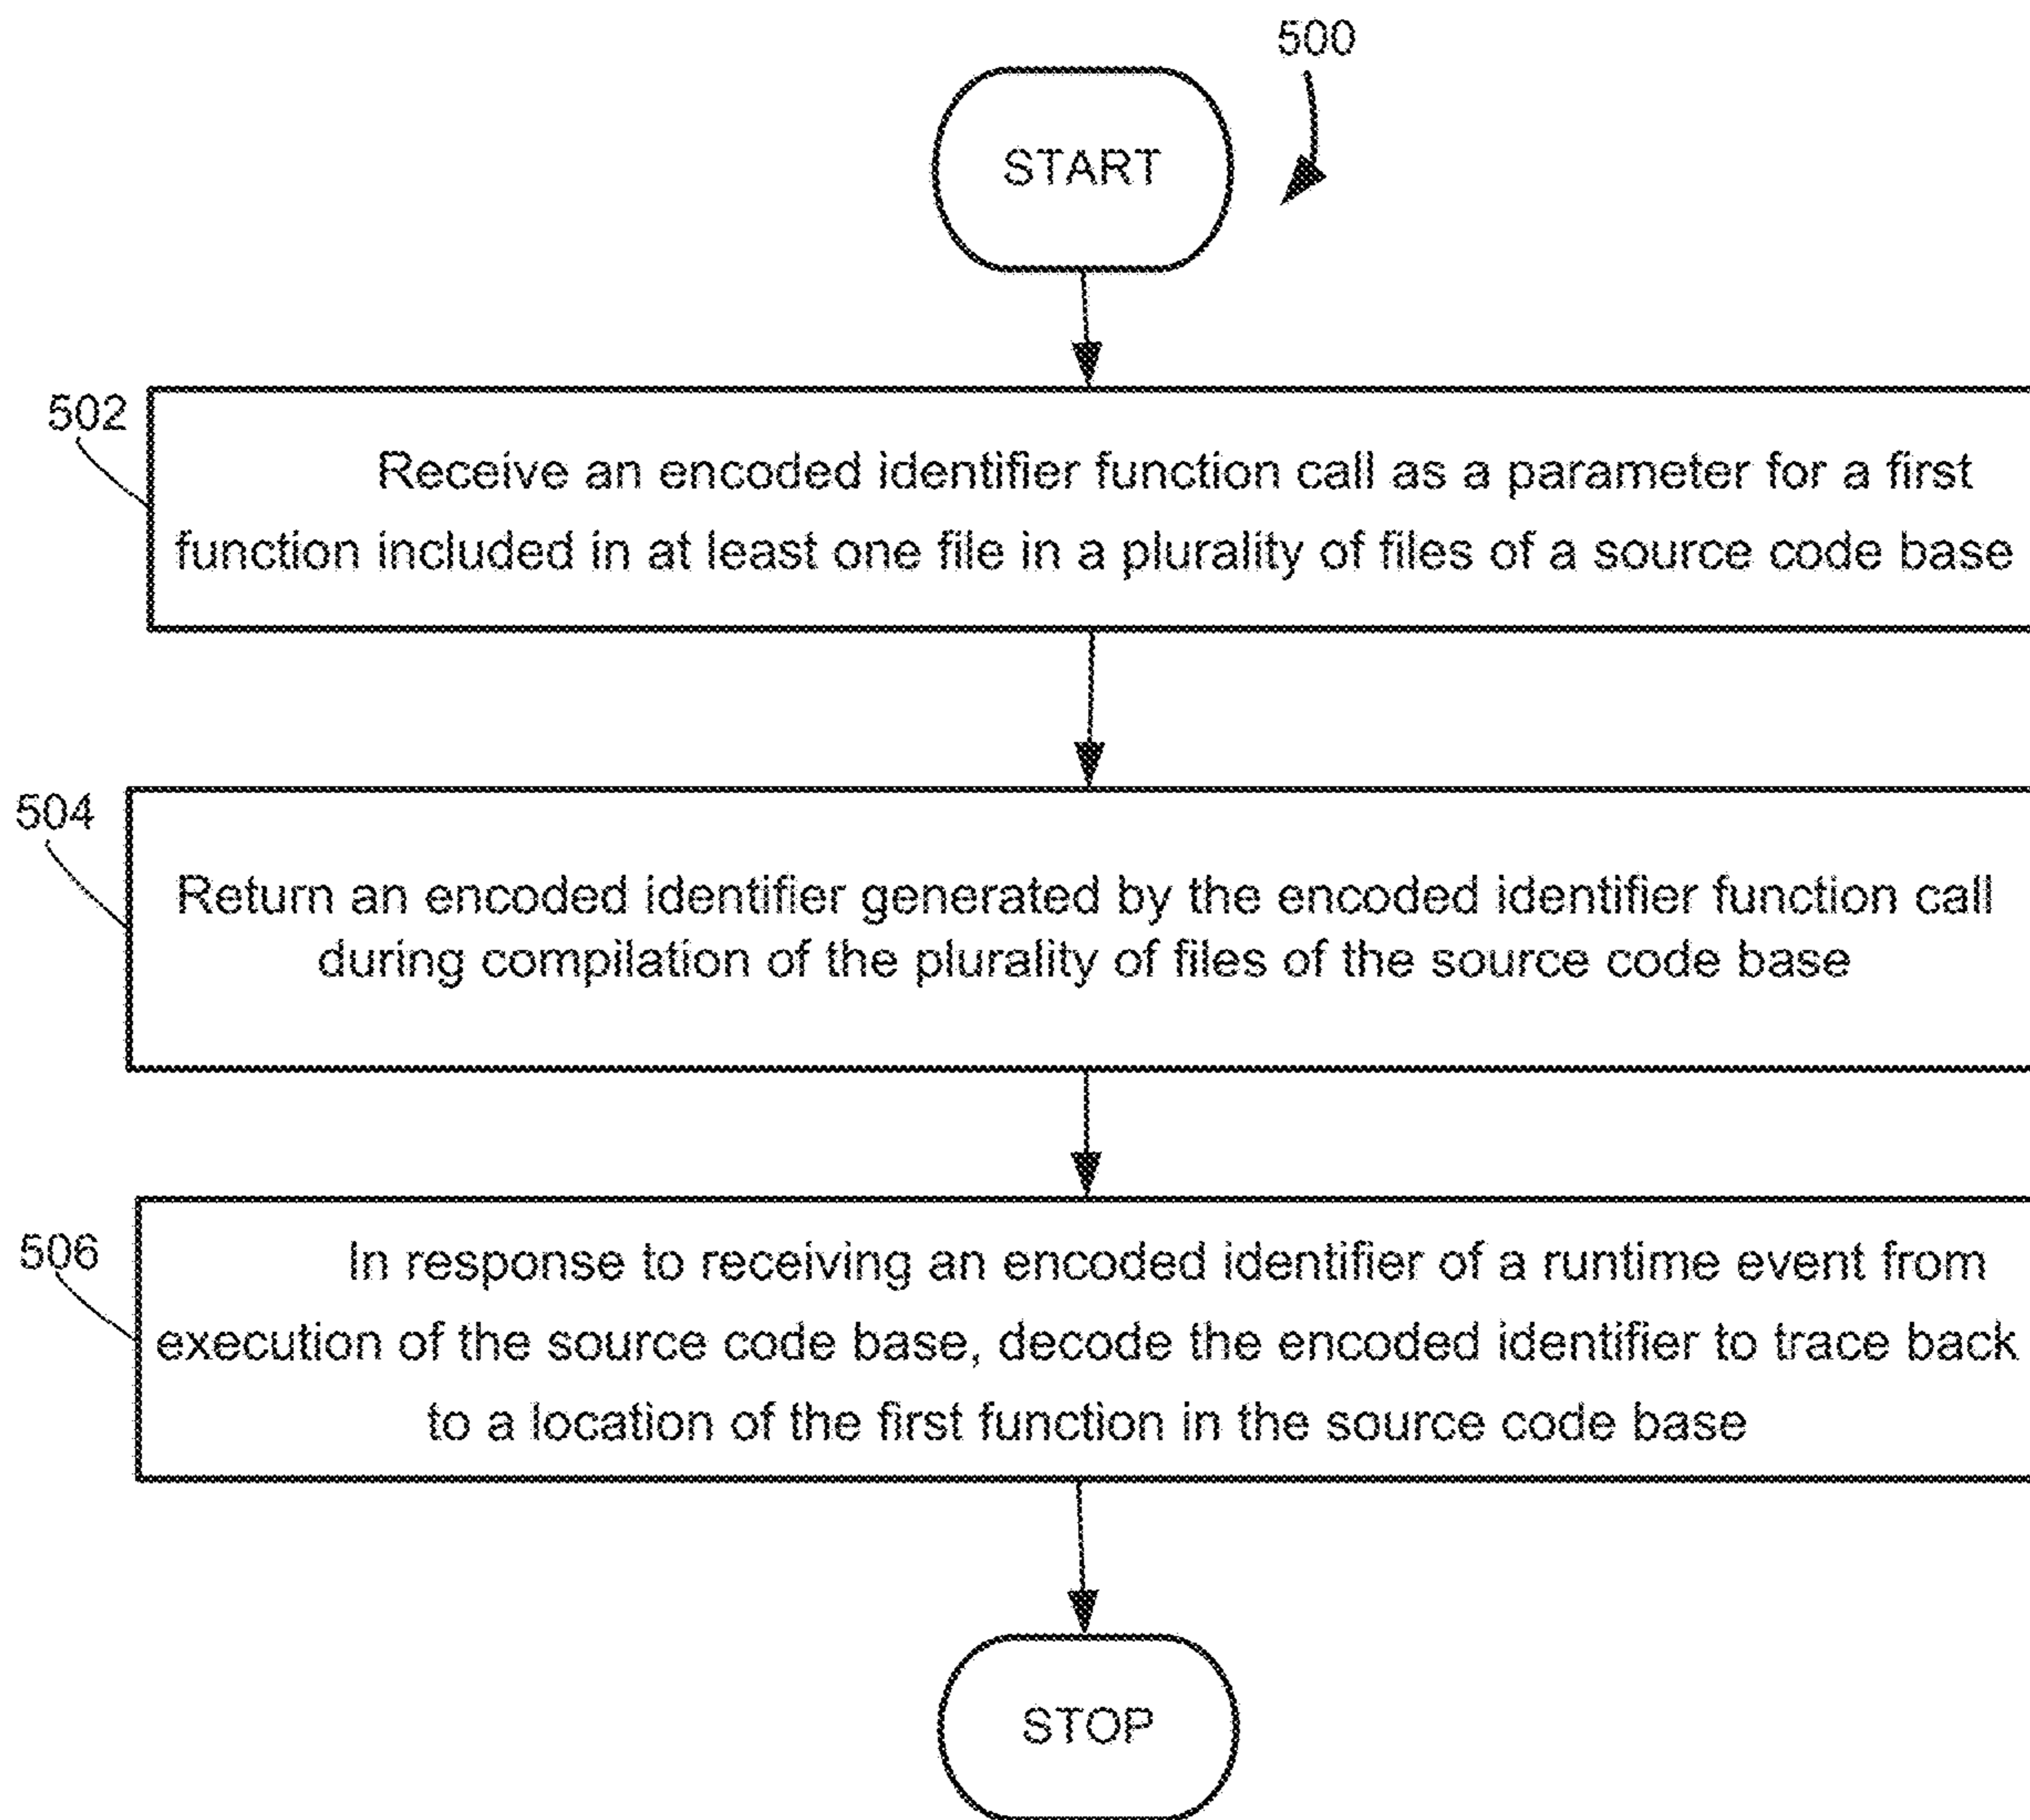 500
START
502
Receive an encoded identifier function call as a parameter for a first
function included in at least one file in a plurality of files of a source code base
504
Return an encoded identifier generated by the encoded identifier function call
during compilation of the plurality of files of the source code base
506
In response to receiving an encoded identifier of a runtime event from
execution of the source code base, decode the encoded identifier to trace back
to a location of the first function in the source code base
STOP